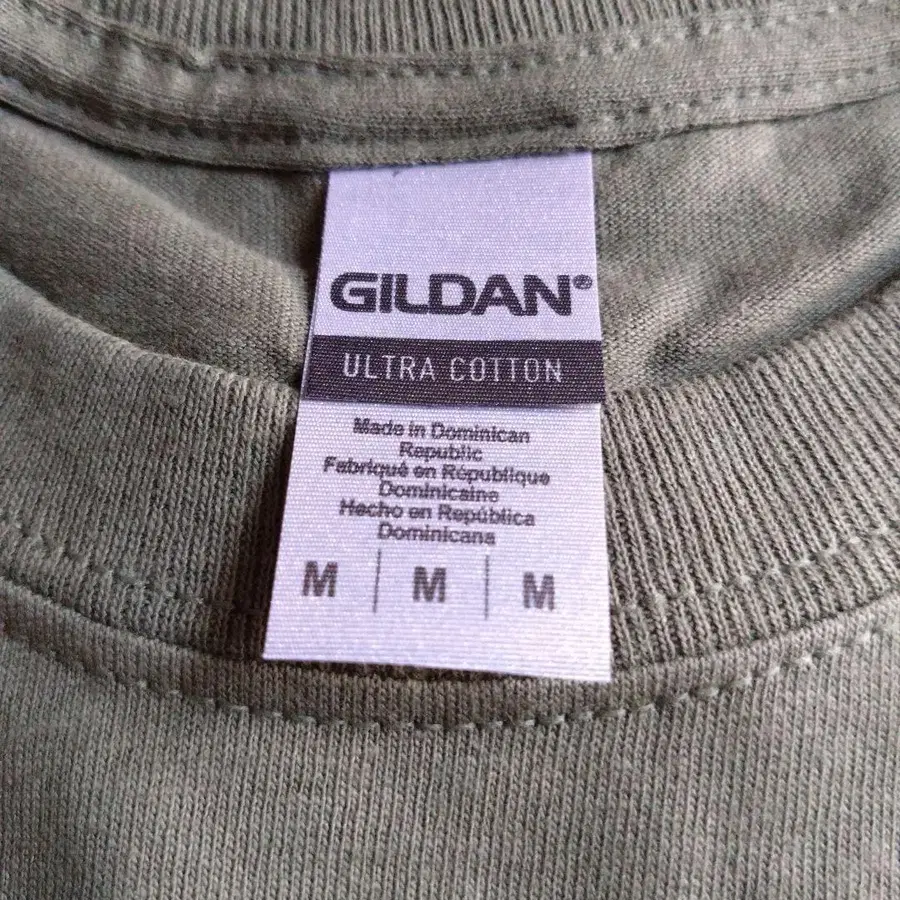 GILDAN®
ULTRA COTTON
Made in Dominican
Republic
Fabriqué en République
Dominicaine
Hecho en República
Dominicana
M | M | M